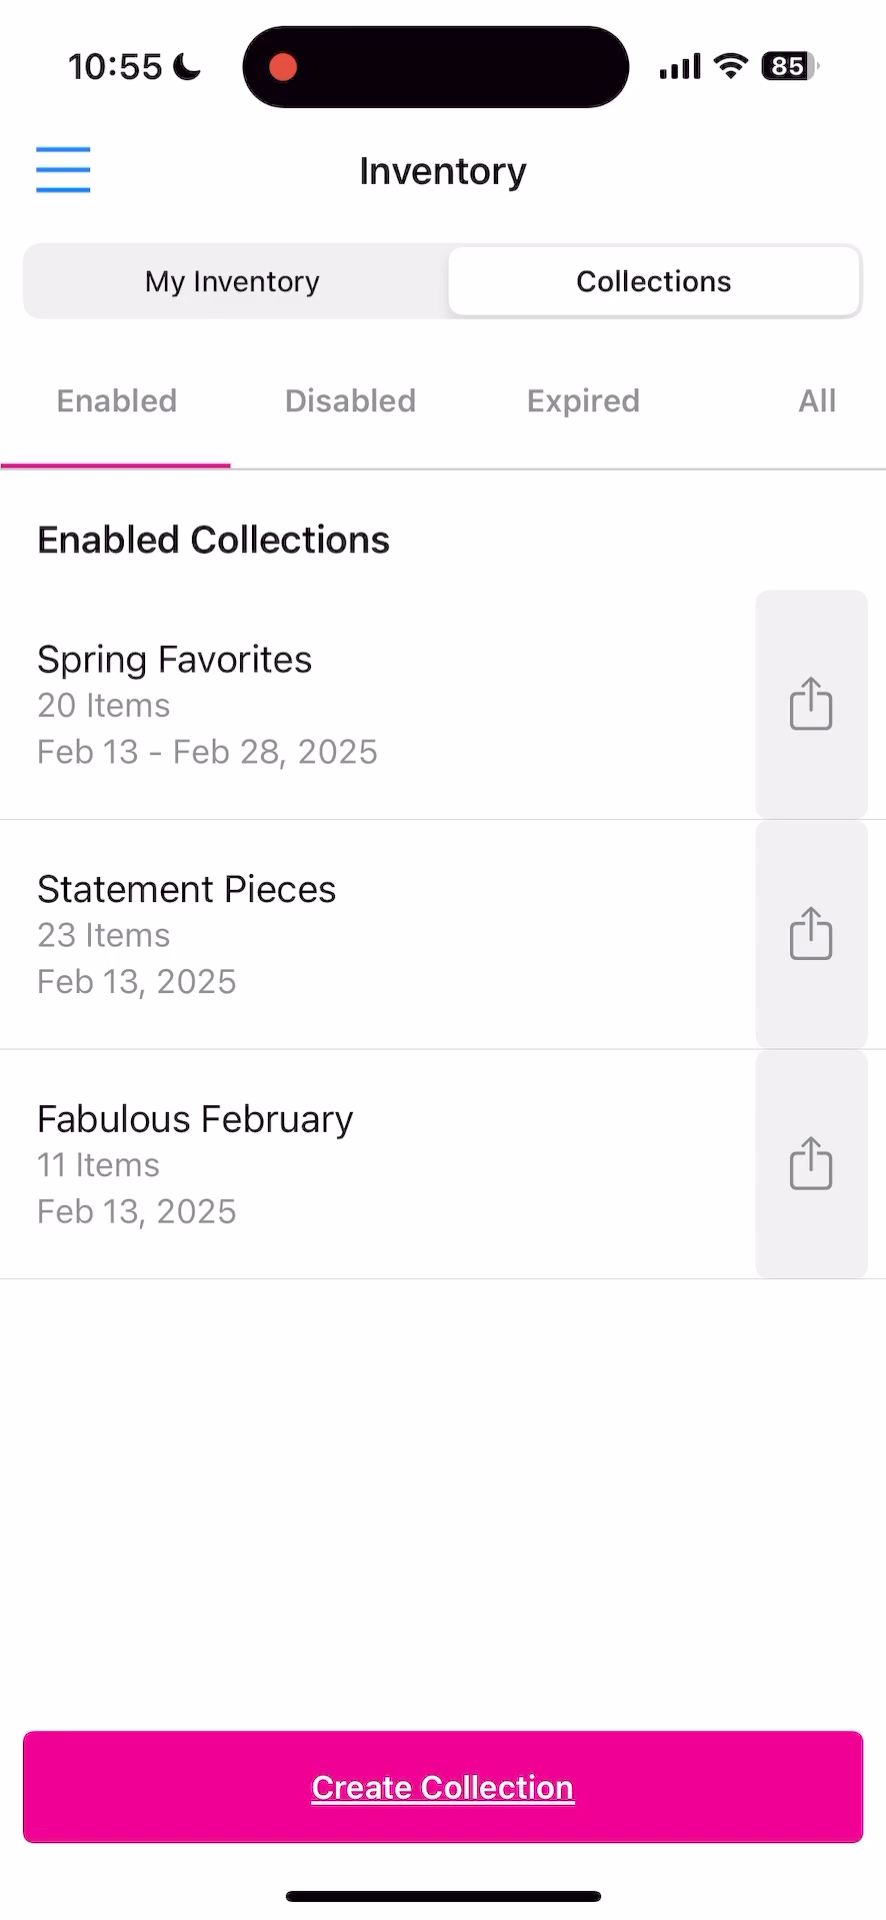 10:55
85
Inventory
My Inventory
Collections
Enabled
Disabled
Expired
All
Enabled Collections
Spring Favorites
20 Items
Feb 13 - Feb 28, 2025
Statement Pieces
23 Items
Feb 13, 2025
Fabulous February
11 Items
Feb 13, 2025
Create Collection